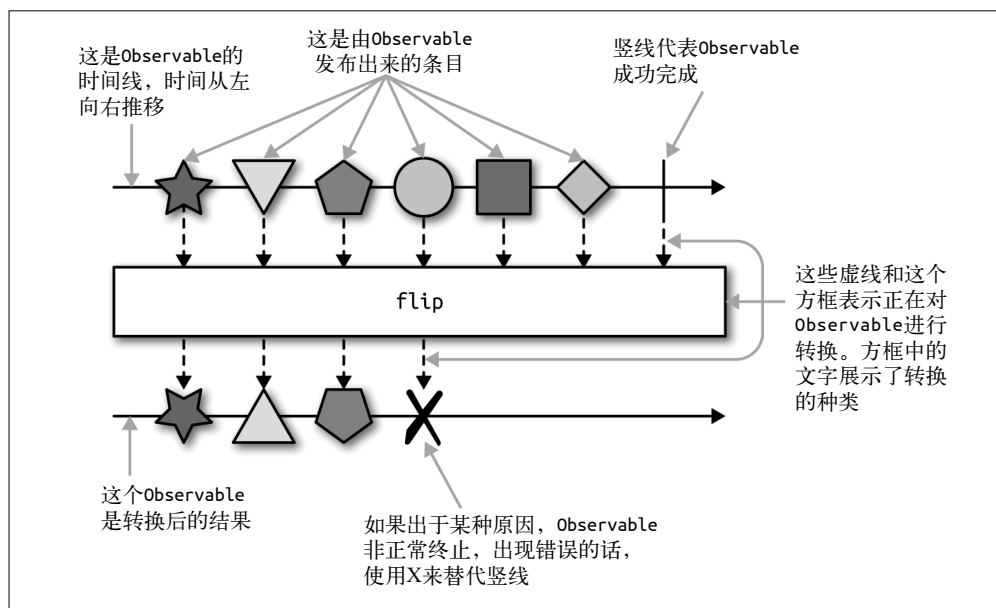 这是Observable的
时间线，时间从左
向右推移
这是由Observable
发布出来的条目
竖线代表Observable
成功完成
flip
这些虚线和这个
方框表示正在对
Observable进行
转换。方框中的
文字展示了转换
的种类
这个Observable
是转换后的结果
如果出于某种原因，Observable
非正常终止，出现错误的话，
使用X来替代竖线